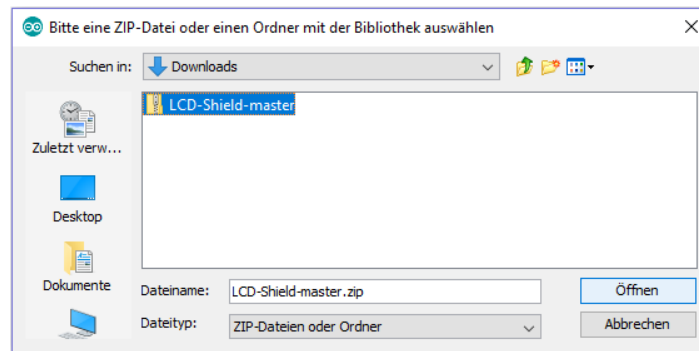 Bitte eine ZIP-Datei oder einen Ordner mit der Bibliothek auswählen
Suchen in: Downloads
LCD-Shield-master
Zuletzt verw...
Desktop
Dokumente
Dateiname: LCD-Shield-master.zip Öffnen
Dateityp: ZIP-Dateien oder Ordner Abbrechen